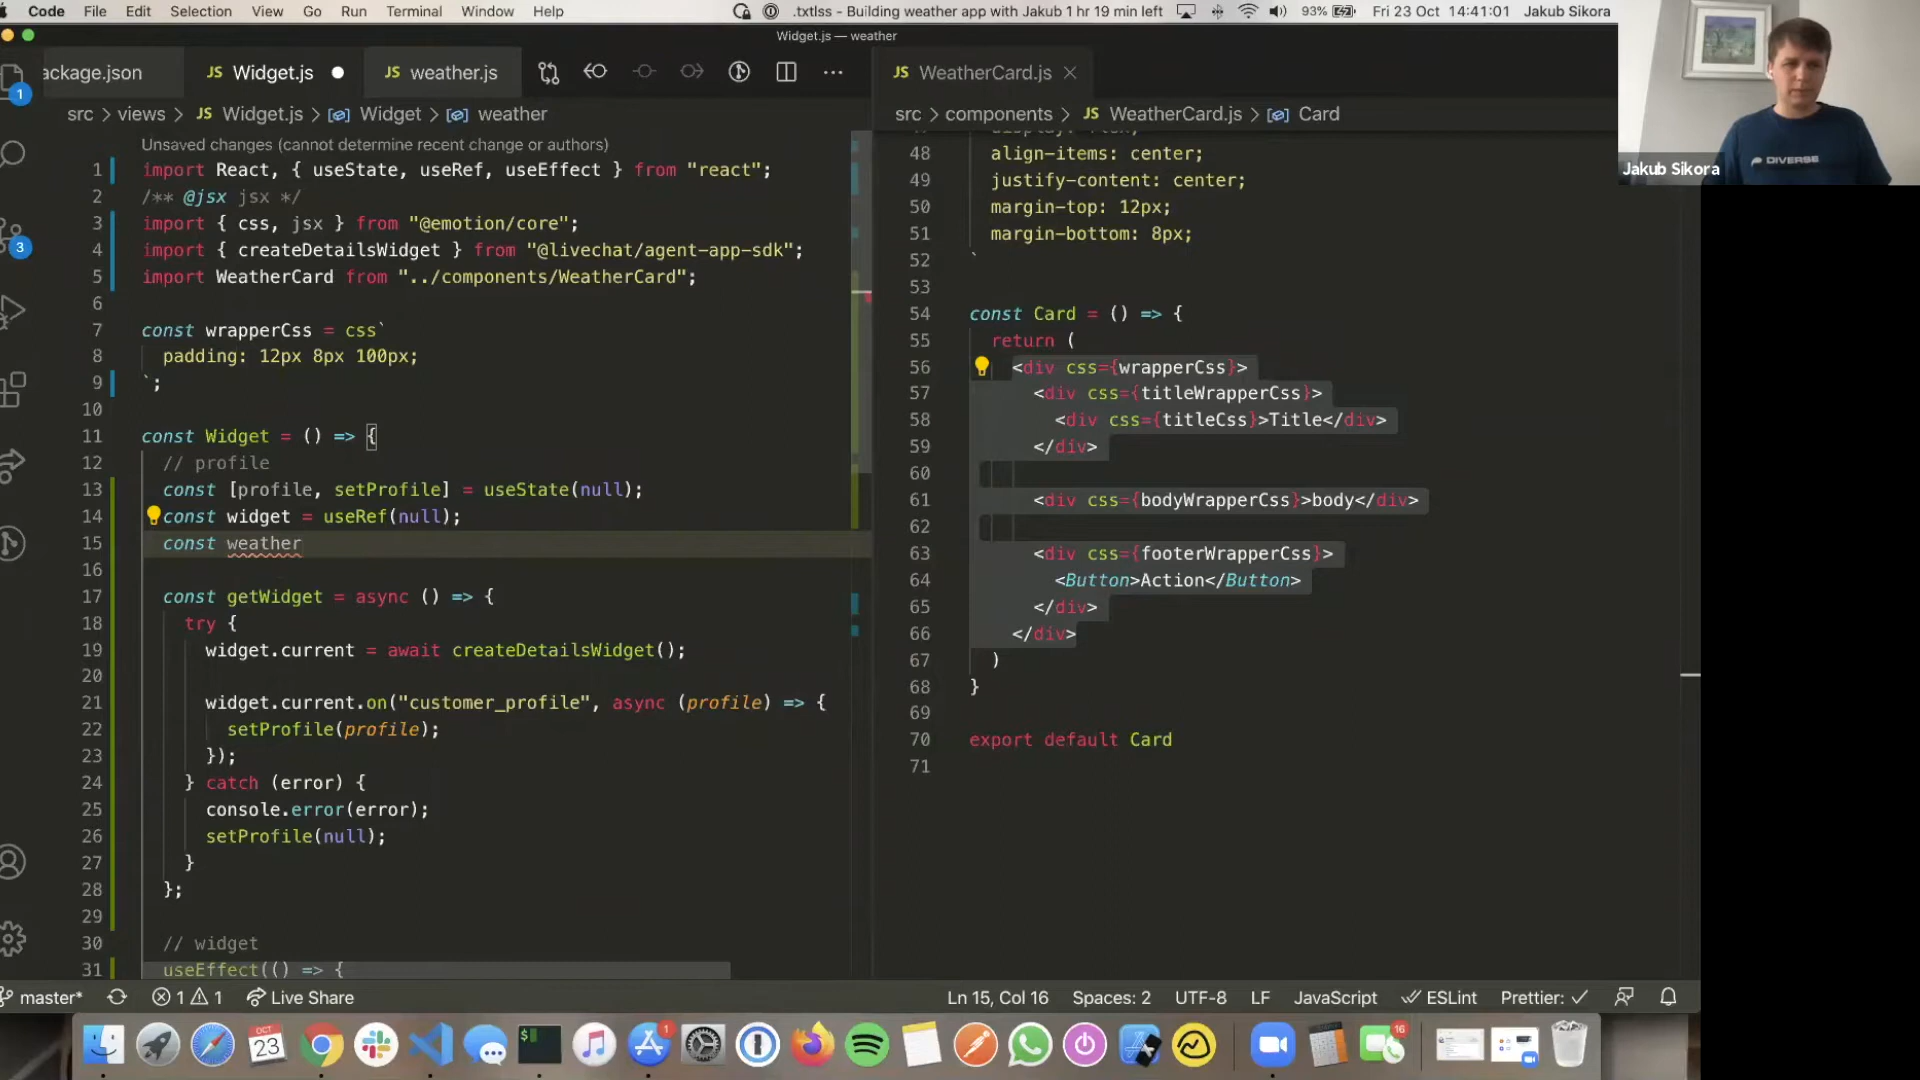 Code File Edit Selection View Go Run Terminal Window Help .txtlss - Building weather app with Jakub 1 hr 19 min left 93% Fri 23 Oct 14:41:01 Jakub Sikora
Widget.js — weather
ackage.json JS Widget.js JS weather.js ··· JS WeatherCard.js
src > views > JS Widget.js > Widget > weather
src > components > JS WeatherCard.js > Card
Jakub Sikora
DIVERSE
1
3
Unsaved changes (cannot determine recent change or authors)
1 import React, { useState, useRef, useEffect } from "react";
2 /** @jsx jsx */
3 import { css, jsx } from "@emotion/core";
4 import { createDetailsWidget } from "@livechat/agent-app-sdk";
5 import WeatherCard from "../components/WeatherCard";
6
7 const wrapperCss = css`
8 padding: 12px 8px 100px;
9 `;
10
11 const Widget = () => {
12 // profile
13 const [profile, setProfile] = useState(null);
14 const widget = useRef(null);
15 const weather
16
17 const getWidget = async () => {
18 try {
19 widget.current = await createDetailsWidget();
20
21 widget.current.on("customer_profile", async (profile) => {
22 setProfile(profile);
23 });
24 } catch (error) {
25 console.error(error);
26 setProfile(null);
27 }
28 };
29
30 // widget
31 useEffect(() => {
48 align-items: center;
49 justify-content: center;
50 margin-top: 12px;
51 margin-bottom: 8px;
52 `
53
54 const Card = () => {
55 return (
56 <div css={wrapperCss}>
57 <div css={titleWrapperCss}>
58 <div css={titleCss}>Title</div>
59 </div>
60
61 <div css={bodyWrapperCss}>body</div>
62
63 <div css={footerWrapperCss}>
64 <Button>Action</Button>
65 </div>
66 </div>
67 )
68 }
69
70 export default Card
71
master* 1 1 Live Share Ln 15, Col 16 Spaces: 2 UTF-8 LF JavaScript ESLint Prettier: ✓
OCT
23
$
1
16